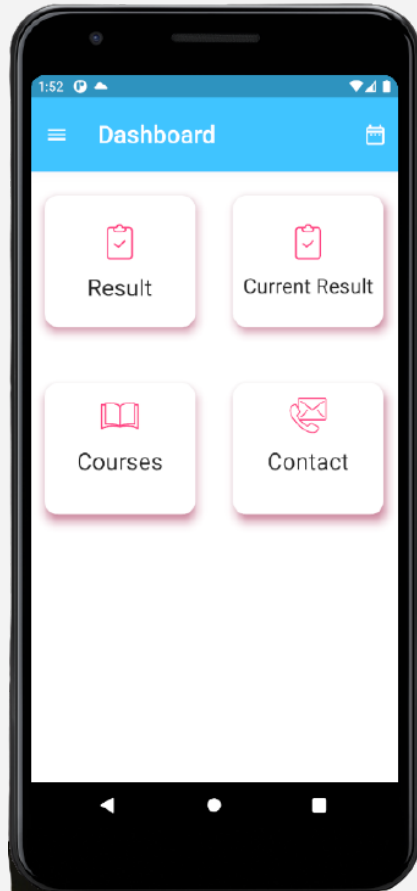 1:52
Dashboard
Result
Current Result
Courses
Contact